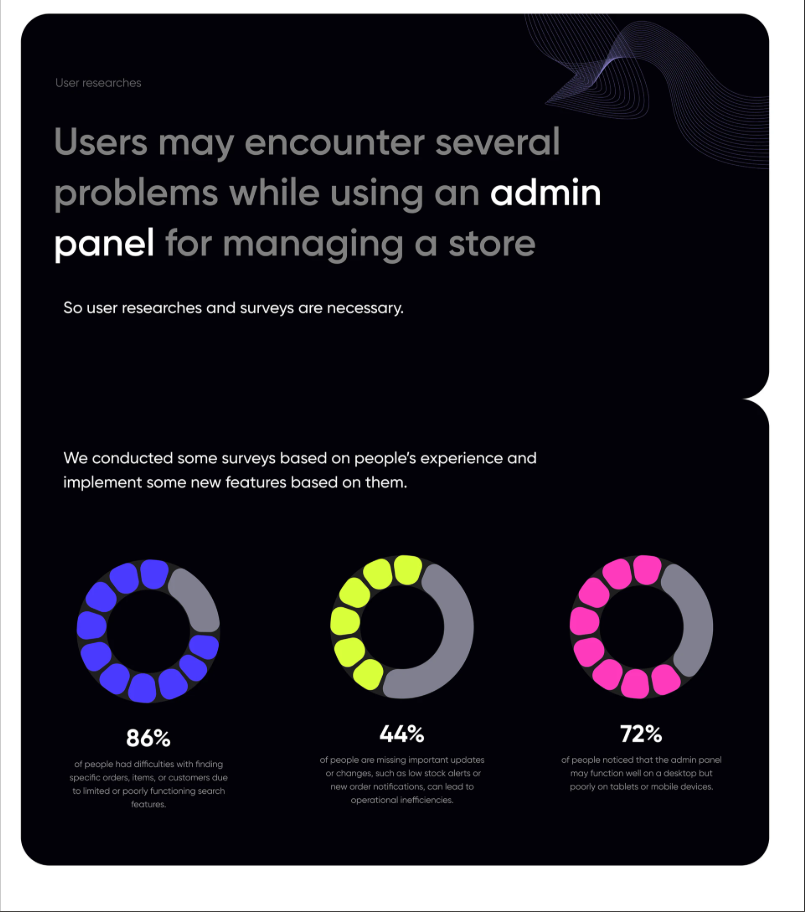 User researches
Users may encounter several
problems while using an admin
panel for managing a store
So user researches and surveys are necessary.
We conducted some surveys based on people’s experience and
implement some new features based on them.
86%
of people had difficulties with finding
specific orders, items, or customers due
to limited or poorly functioning search
features.
44%
of people are missing important updates
or changes, such as low stock alerts or
new order notifications, can lead to
operational inefficiencies.
72%
of people noticed that the admin panel
may function well on a desktop but
poorly on tablets or mobile devices.